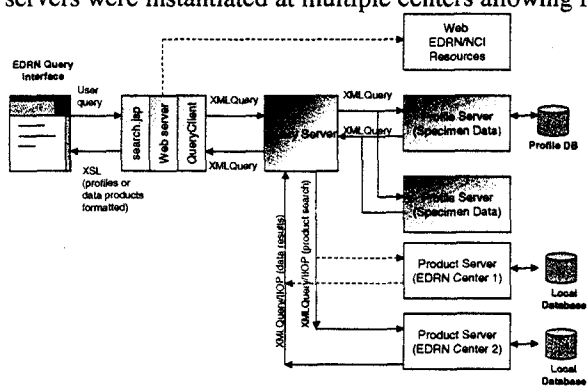 servers were instantiated at multiple centers allowing
EDRN Query
Interface
User
query
XSL
(profiles or
data products
formatted)
search.jsp
Web server
QueryClient
XMLQuery
XMLQuery
Server
XMLQuery
XMLQuery
Web
EDRN/NCI
Resources
Profile Server
(Specimen Data)
Profile DB
Profile Server
(Specimen Data)
XMLQuery/IIOP (data results)
XMLQuery/IIOP (product search)
Product Server
(EDRN Center 1)
Local
Database
Product Server
(EDRN Center 2)
Local
Database